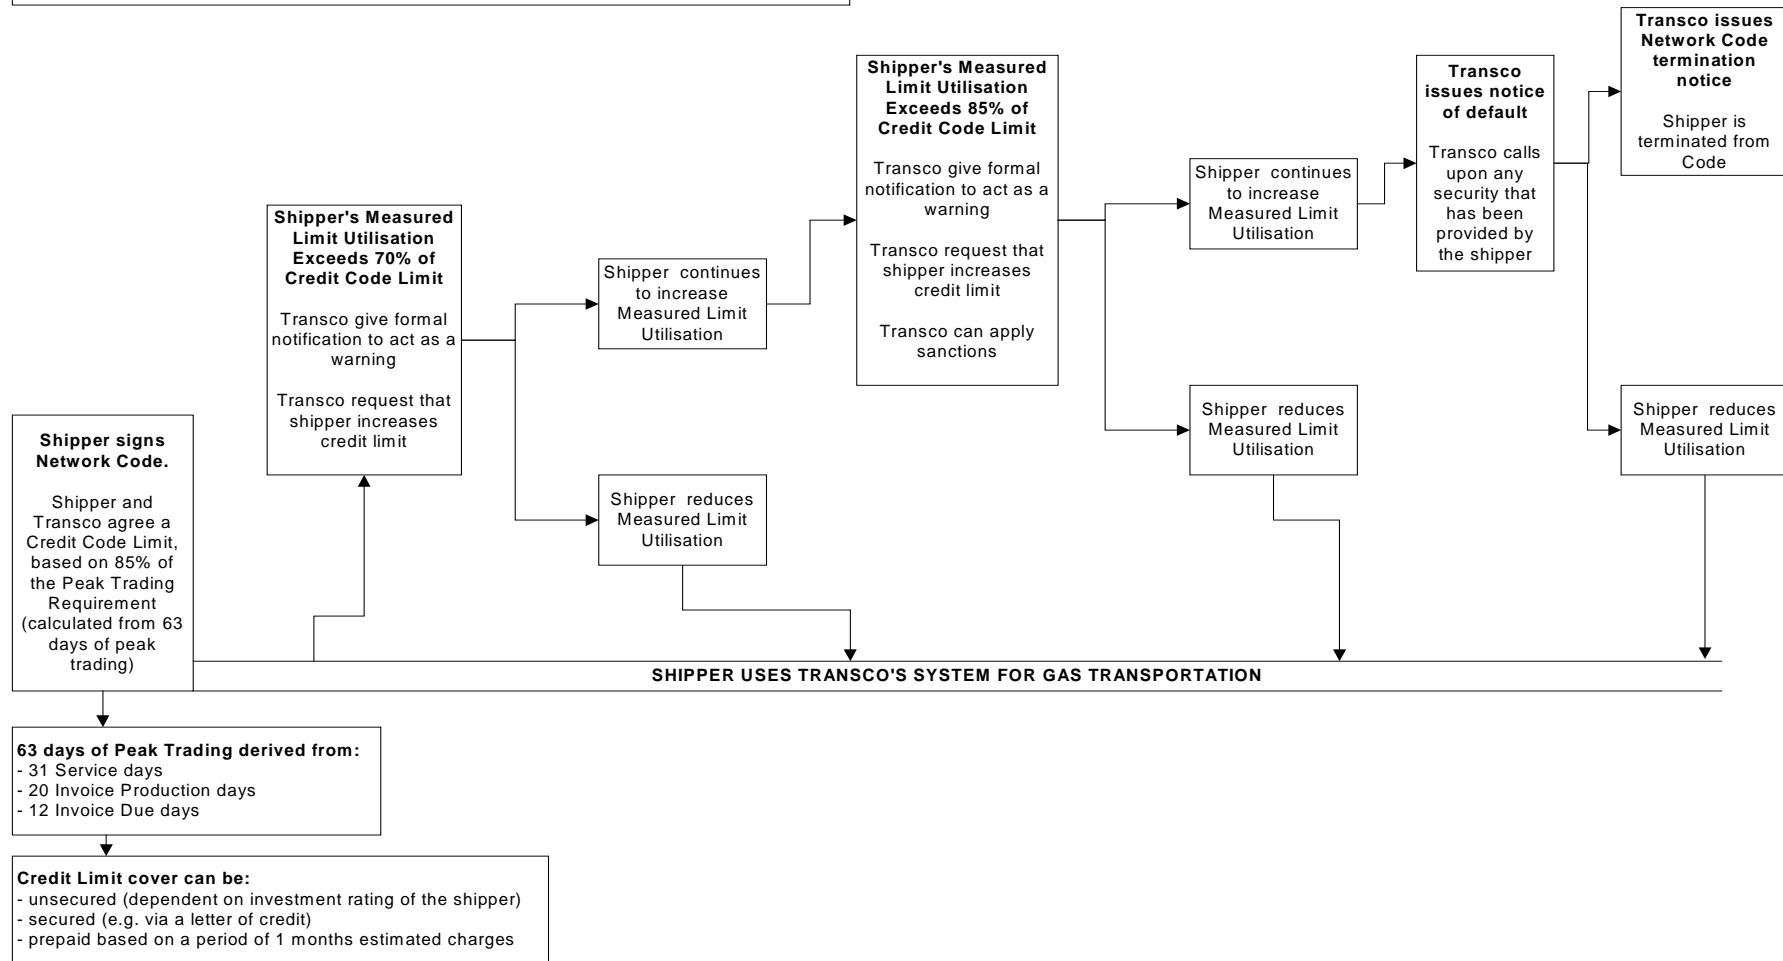 Transco issues
Network Code
termination
notice
Shipper is
terminated from
Code
Transco
issues notice
of default
Transco calls
upon any
security that
has been
provided by
the shipper
Shipper's Measured
Limit Utilisation
Exceeds 85% of
Credit Code Limit
Transco give formal
notification to act as a
warning
Transco request that
shipper increases
credit limit
Transco can apply
sanctions
Shipper continues
to increase
Measured Limit
Utilisation
Shipper's Measured
Limit Utilisation
Exceeds 70% of
Credit Code Limit
Transco give formal
notification to act as a
warning
Transco request that
shipper increases
credit limit
Shipper continues
to increase
Measured Limit
Utilisation
Shipper reduces
Measured Limit
Utilisation
Shipper reduces
Measured Limit
Utilisation
Shipper signs
Network Code.
Shipper and
Transco agree a
Credit Code Limit,
based on 85% of
the Peak Trading
Requirement
(calculated from 63
days of peak
trading)
Shipper reduces
Measured Limit
Utilisation
SHIPPER USES TRANSCO'S SYSTEM FOR GAS TRANSPORTATION
63 days of Peak Trading derived from:
- 31 Service days
- 20 Invoice Production days
- 12 Invoice Due days
Credit Limit cover can be:
- unsecured (dependent on investment rating of the shipper)
- secured (e.g. via a letter of credit)
- prepaid based on a period of 1 months estimated charges